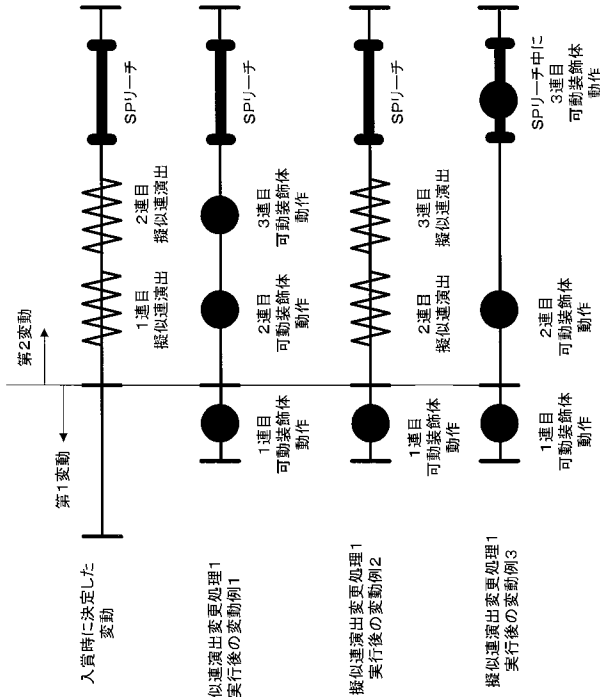 第1変動
第2変動
入賞時に決定した
変動
1連目
擬似連演出
2連目
擬似連演出
SPリーチ
似連演出変更処理1
実行後の変動例1
1連目
可動装飾体
動作
2連目
可動装飾体
動作
3連目
可動装飾体
動作
SPリーチ
擬似連演出変更処理1
実行後の変動例2
1連目
可動装飾体
動作
2連目
擬似連演出
3連目
擬似連演出
SPリーチ
擬似連演出変更処理1
実行後の変動例3
1連目
可動装飾体
動作
2連目
可動装飾体
動作
SPリーチ中に
3連目
可動装飾体
動作